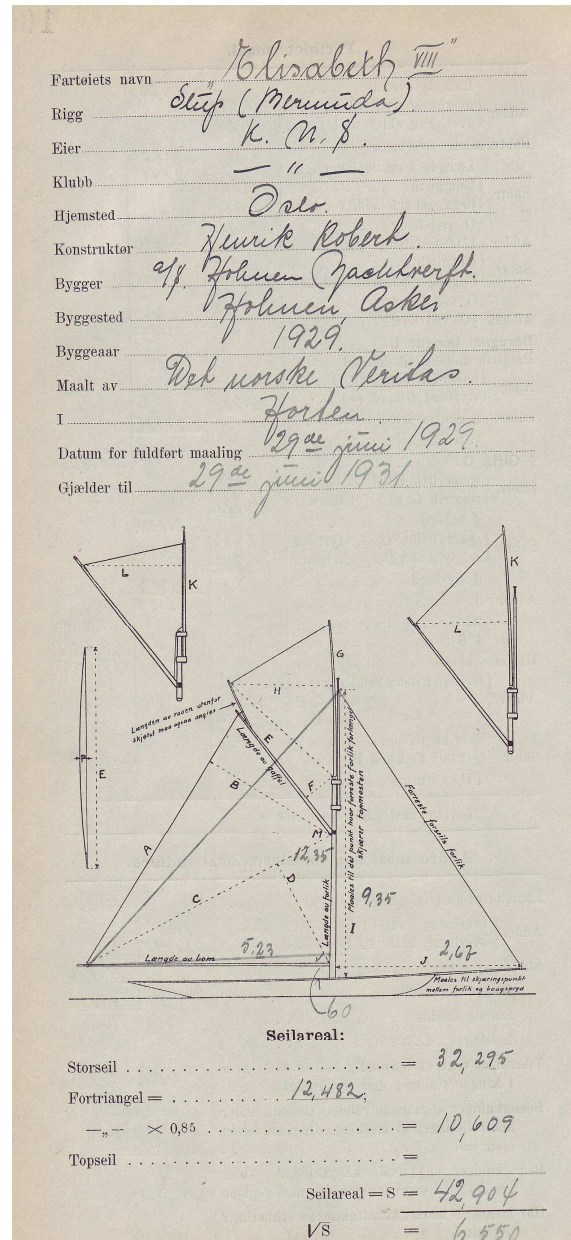 Fartøiets navn „Elisabeth VIII"
Rigg Slup (Bermuda)
Eier K. N. S.
Klubb — " —
Hjemsted Oslo.
Konstruktør Henrik Robert.
Bygger a/s. Holmen Yachtverft.
Byggested Holmen, Asker
Byggeaar 1929.
Maalt av Det norske Veritas.
I Horten
Datum for fuldført maaling 29de juni 1929
Gjælder til 29de juni 1931
L
K
K
L
G
H
Længden av raaen utenfor
skjøtet maa ogsaa angies
E
Længde av gaffel
P
E
B
F
A
M
12,35
C
D
Længde av forlik
Maales til det punkt hvor forreste forlik forlænget
skjærer topmasten
Forreste forseils forlik
9,35
I
Længde av bom
5,23
J
2,67
Maales til skjæringspunkt
mellem forlik og baugspryd
60
Seilareal:
Storseil = 32,295
Fortriangel = 12,482;
—„— × 0,85 = 10,609
Topseil =
Seilareal = S = 42,904
√S = 6,550